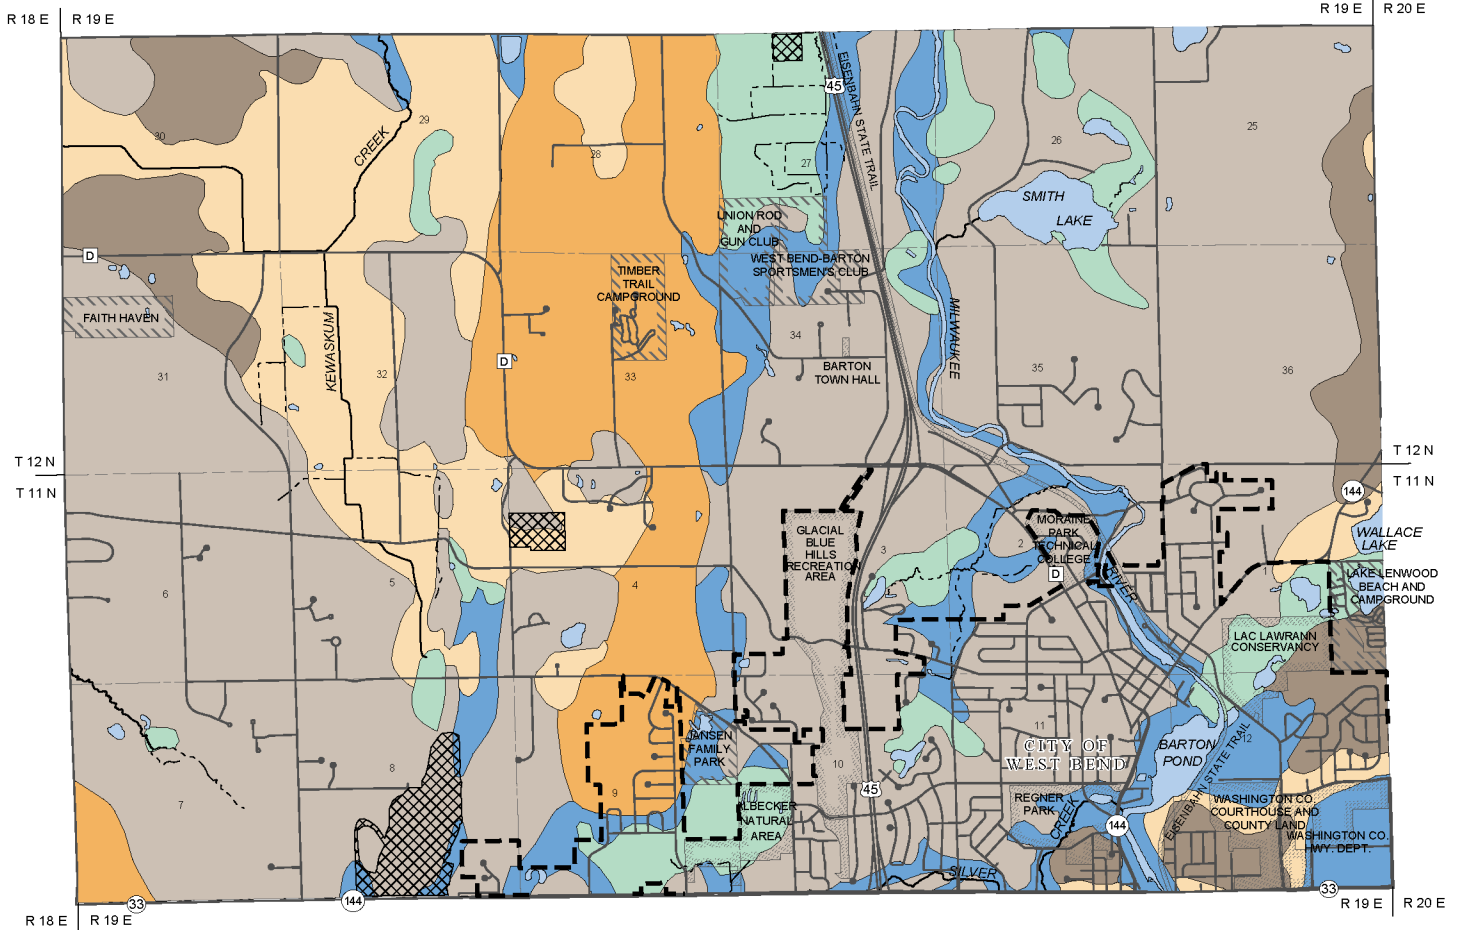 R 18 E
R 19 E
R 19 E
R 20 E
45
EISENBAHN STATE TRAIL
30
CREEK
29
28
27
26
25
SMITH
LAKE
UNION ROD
AND
GUN CLUB
WEST BEND-BARTON
SPORTSMEN'S CLUB
D
TIMBER
TRAIL
CAMPGROUND
FAITH HAVEN
KEWASKUM
MILWAUKEE
34
D
31
32
33
BARTON
TOWN HALL
35
36
T 12 N
T 11 N
T 12 N
T 11 N
144
WALLACE
LAKE
MORAINE
PARK
TECHNICAL
COLLEGE
GLACIAL
BLUE
HILLS
RECREATION
AREA
3
2
D
RIVER
1
LAKE LENWOOD
BEACH AND
CAMPGROUND
6
5
4
LAC LAWRANN
CONSERVANCY
JANSEN
FAMILY
PARK
11
12
CITY OF
WEST BEND
BARTON
POND
EISENBAHN STATE TRAIL
7
8
9
10
45
ALBECKER
NATURAL
AREA
REGNER
PARK
CREEK
144
WASHINGTON CO.
COURTHOUSE AND
COUNTY LAND
WASHINGTON CO.
HWY. DEPT.
SILVER
33
144
33
R 18 E
R 19 E
R 19 E
R 20 E